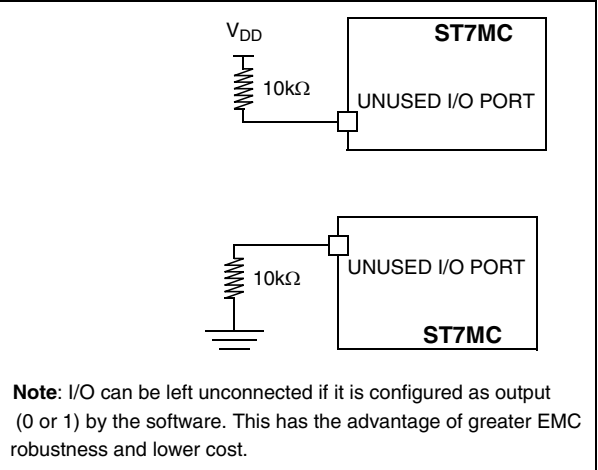 V_DD
ST7MC
10kΩ
UNUSED I/O PORT
UNUSED I/O PORT
10kΩ
ST7MC
Note: I/O can be left unconnected if it is configured as output
(0 or 1) by the software. This has the advantage of greater EMC
robustness and lower cost.